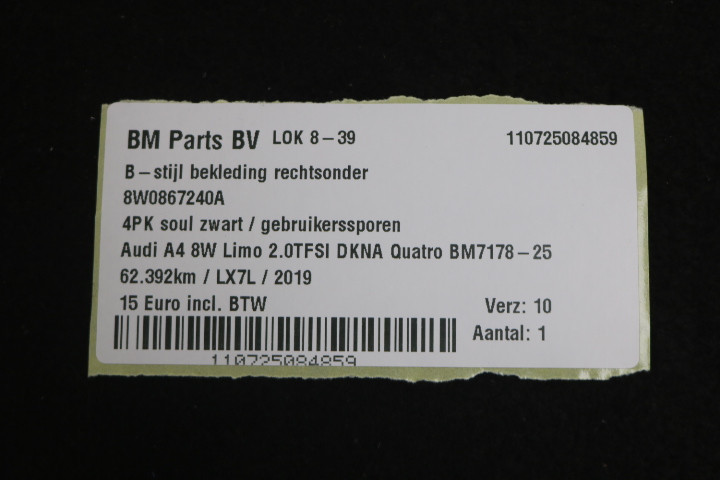 BM Parts BV LOK 8-39 110725084859
B-stijl bekleding rechtsonder
8W0867240A
4PK soul zwart / gebruikerssporen
Audi A4 8W Limo 2.0TFSI DKNA Quatro BM7178-25
62.392km / LX7L / 2019
15 Euro incl. BTW Verz: 10
Aantal: 1
110725084859